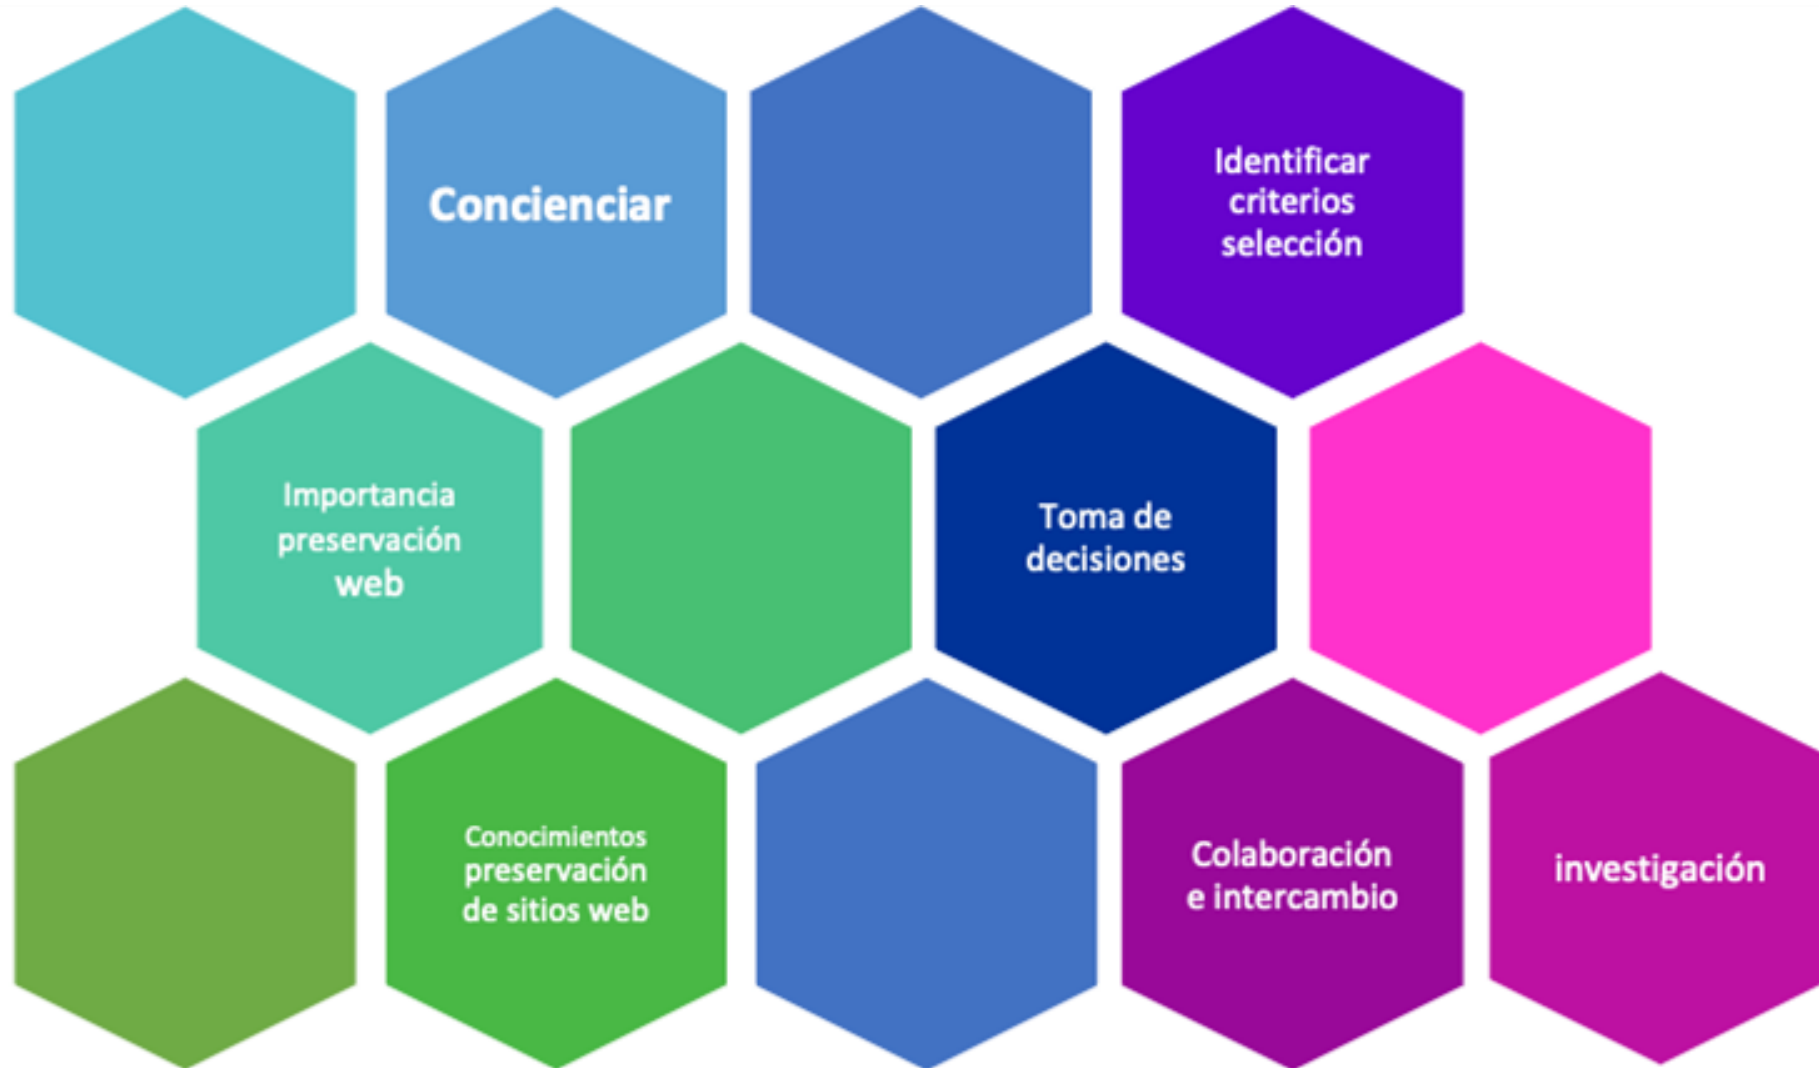 Concienciar
Identificar
criterios
selección
Importancia
preservación
web
Toma de
decisiones
Conocimientos
preservación
de sitios web
Colaboración
e intercambio
investigación